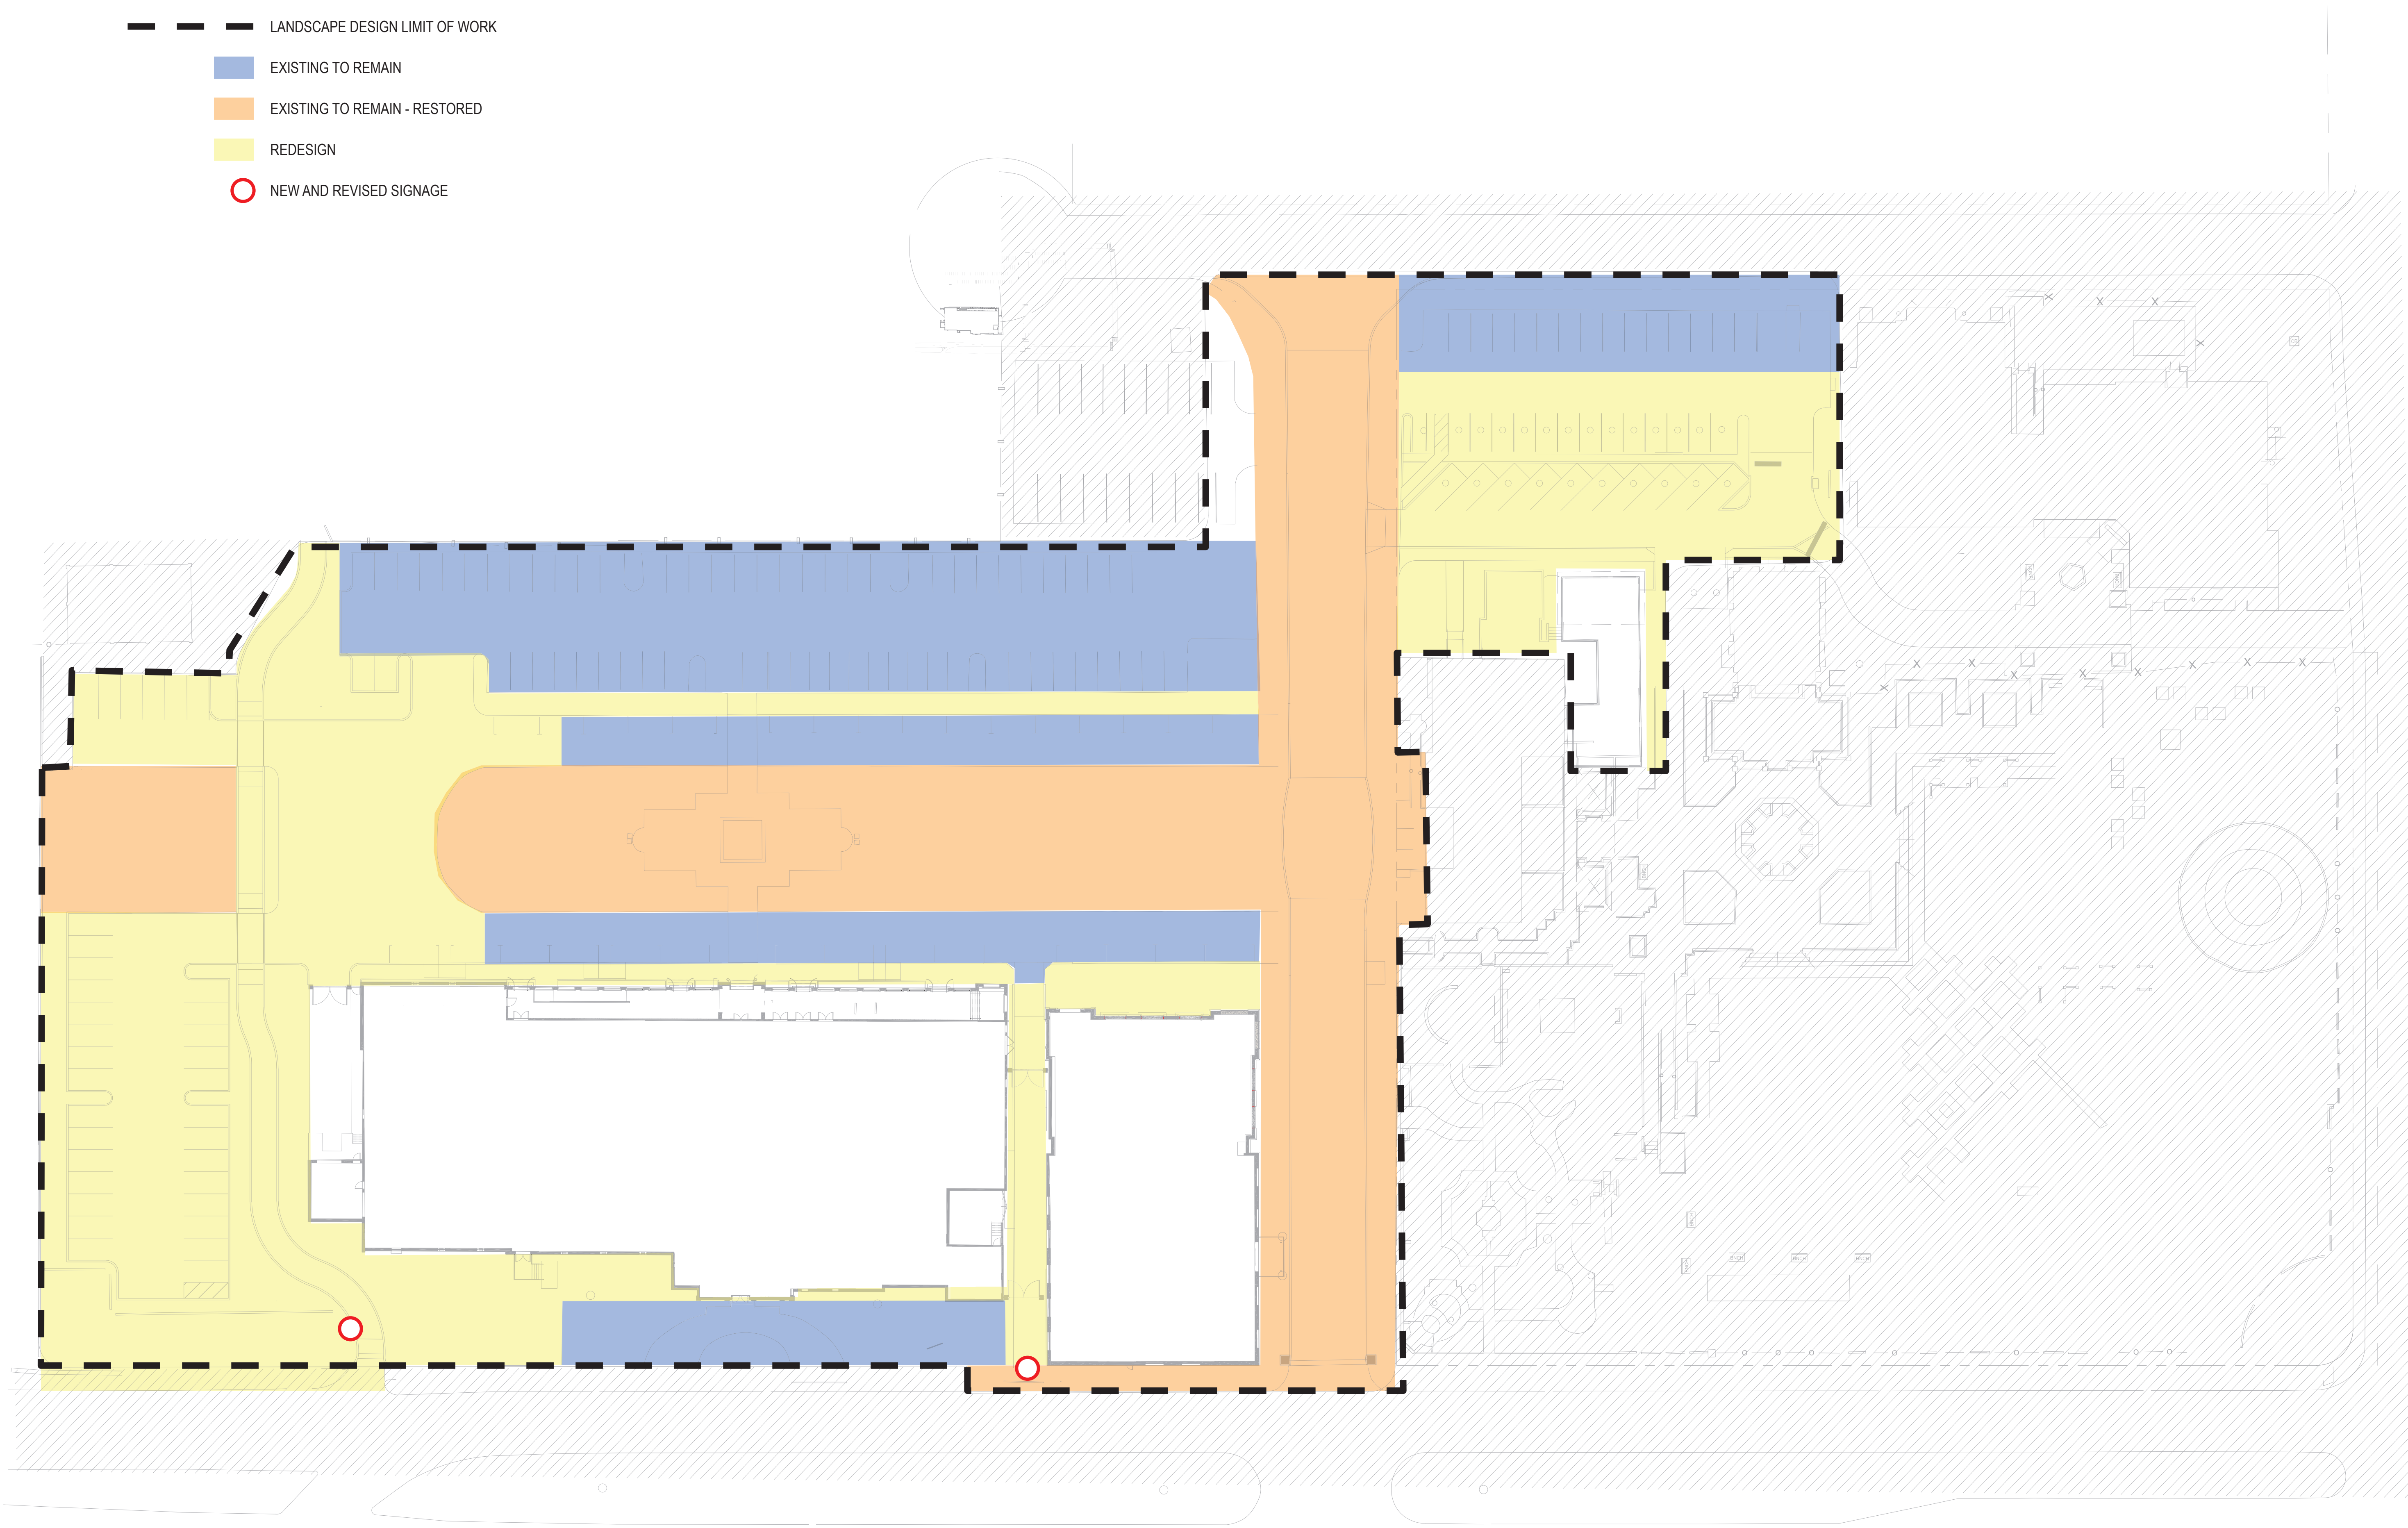 LANDSCAPE DESIGN LIMIT OF WORK
EXISTING TO REMAIN
EXISTING TO REMAIN - RESTORED
REDESIGN
NEW AND REVISED SIGNAGE